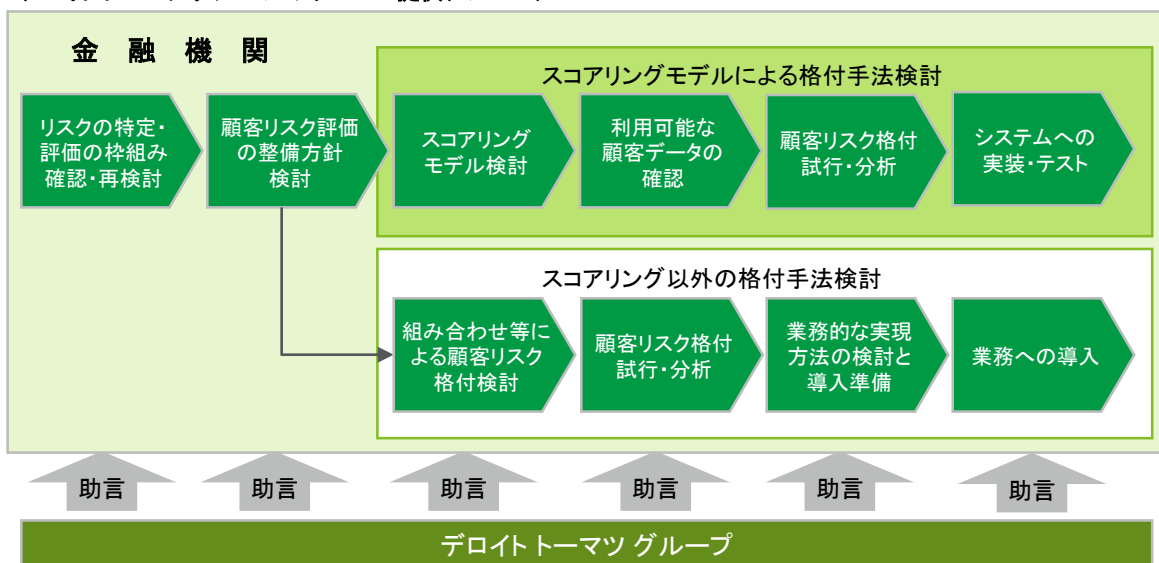 金融機関
スコアリングモデルによる格付手法検討
リスクの特定・
評価の枠組み
確認・再検討
顧客リスク評価
の整備方針
検討
スコアリング
モデル検討
利用可能な
顧客データの
確認
顧客リスク格付
試行・分析
システムへの
実装・テスト
スコアリング以外の格付手法検討
組み合わせ等に
よる顧客リスク
格付検討
顧客リスク格付
試行・分析
業務的な実現
方法の検討と
導入準備
業務への導入
助言
助言
助言
助言
助言
助言
デロイト トーマツ グループ